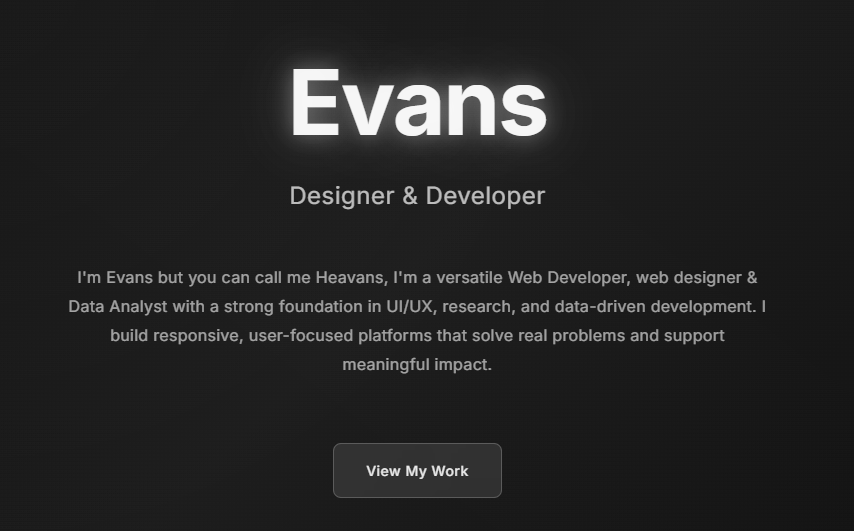 Evans
Designer & Developer
I'm Evans but you can call me Heavans, I'm a versatile Web Developer, web designer &
Data Analyst with a strong foundation in UI/UX, research, and data-driven development. I
build responsive, user-focused platforms that solve real problems and support
meaningful impact.
View My Work